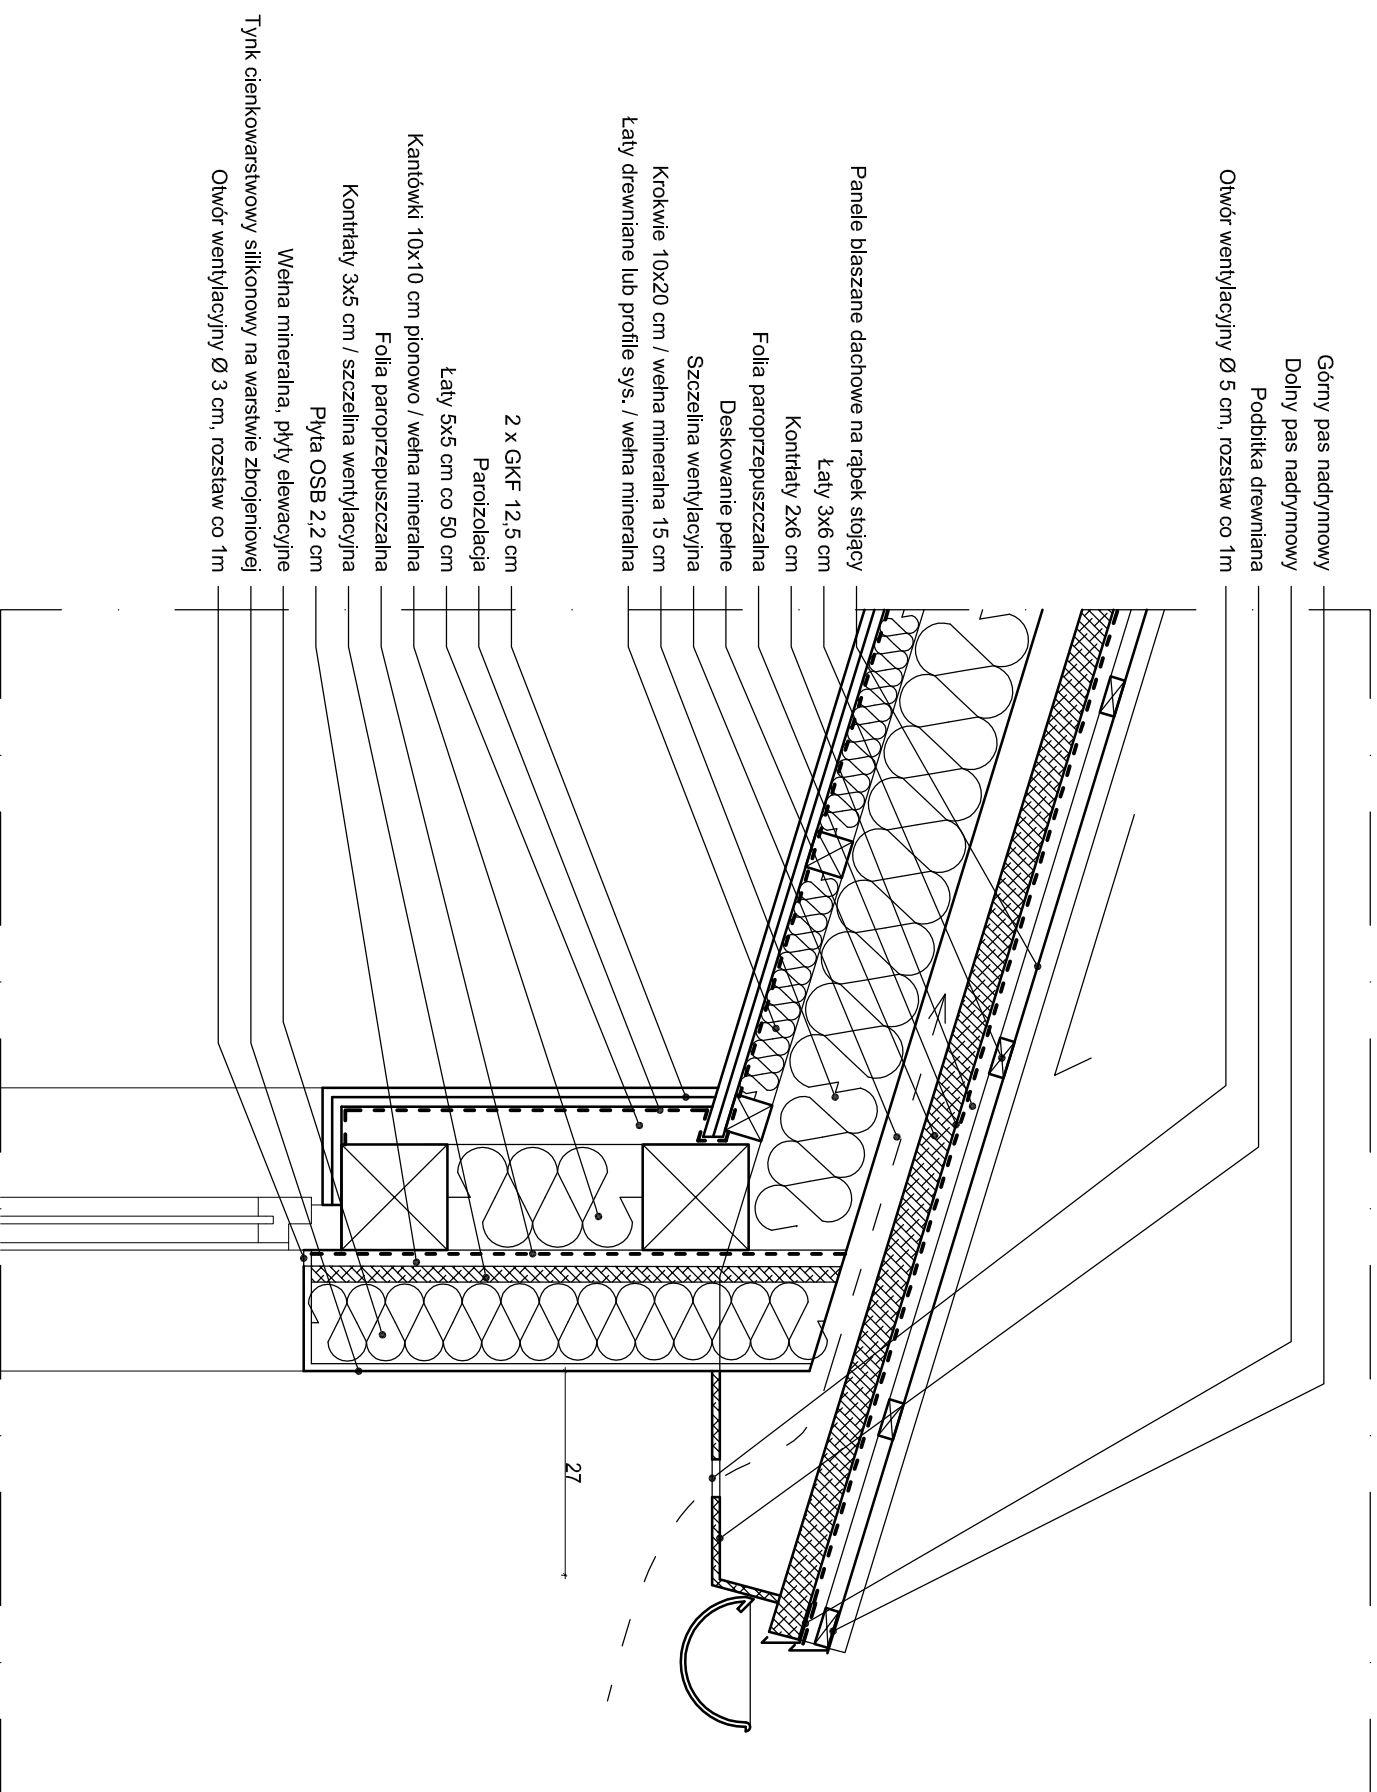 Górny pas nadrynnowy
Dolny pas nadrynnowy
Podbitka drewniana
Otwór wentylacyjny Ø 5 cm, rozstaw co 1m
Panele blaszane dachowe na rąbek stojący
Łaty 3x6 cm
Kontrłaty 2x6 cm
Folia paroprzepuszczalna
Deskowanie pełne
Szczelina wentylacyjna
Krokwie 10x20 cm / wełna mineralna 15 cm
Łaty drewniane lub profile sys. / wełna mineralna
2 x GKF 12,5 cm
Paroizolacja
Łaty 5x5 cm co 50 cm
Kantówki 10x10 cm pionowo / wełna mineralna
Folia paroprzepuszczalna
Kontrłaty 3x5 cm / szczelina wentylacyjna
Płyta OSB 2,2 cm
Wełna mineralna, płyty elewacyjne
Tynk cienkowarstwowy silikonowy na warstwie zbrojeniowej
Otwór wentylacyjny Ø 3 cm, rozstaw co 1m
27